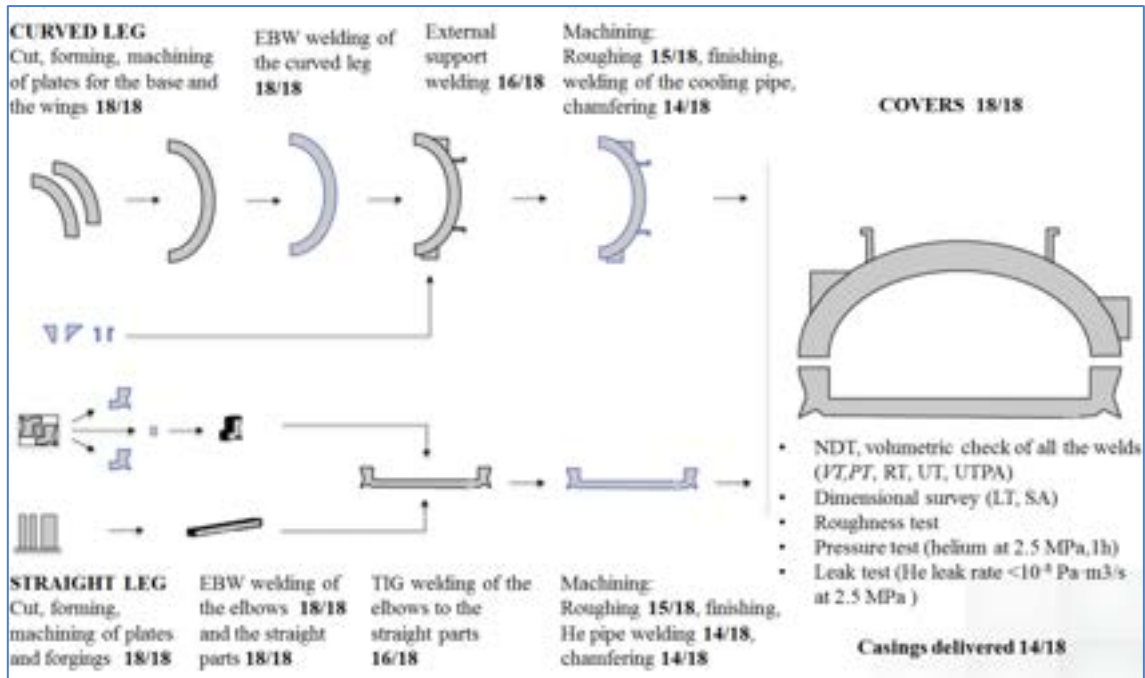 CURVED LEG
Cut, forming, machining
of plates for the base and
the wings 18/18
EBW welding of
the curved leg
18/18
External
support
welding 16/18
Machining:
Roughing 15/18, finishing,
welding of the cooling pipe,
chamfering 14/18
COVERS 18/18
• NDT, volumetric check of all the welds
(VT,PT, RT, UT, UTPA)
• Dimensional survey (LT, SA)
• Roughness test
• Pressure test (helium at 2.5 MPa,1h)
• Leak test (He leak rate <10⁻⁸ Pa·m3/s
at 2.5 MPa )
Casings delivered 14/18
STRAIGHT LEG
Cut, forming,
machining of plates
and forgings 18/18
EBW welding of
the elbows 18/18
and the straight
parts 18/18
TIG welding of the
elbows to the
straight parts
16/18
Machining:
Roughing 15/18, finishing,
He pipe welding 14/18,
chamfering 14/18